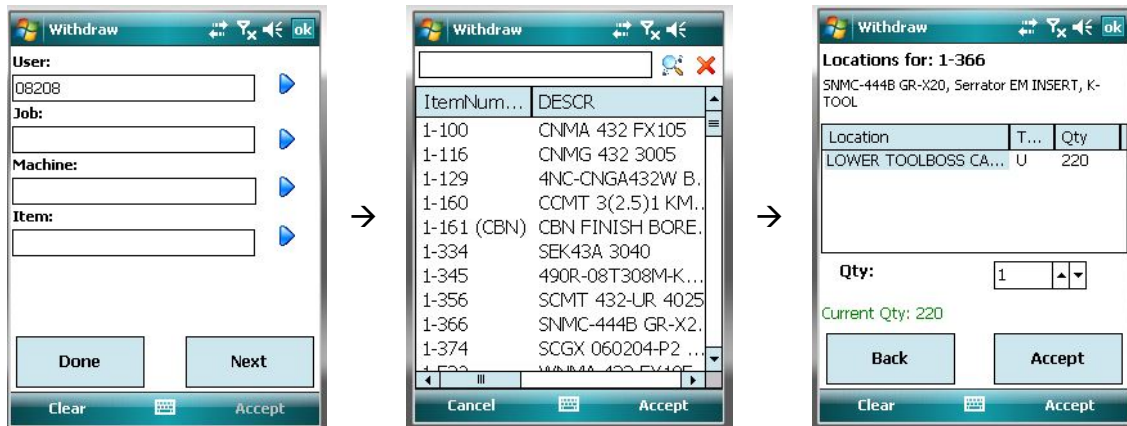 Withdraw ok
User:
08208
Job:
Machine:
Item:
Done Next
Clear Accept
→
Withdraw
ItemNum... DESCR
1-100 CNMA 432 FX105
1-116 CNMG 432 3005
1-129 4NC-CNGA432W B.
1-160 CCMT 3(2.5)1 KM..
1-161 (CBN) CBN FINISH BORE.
1-334 SEK43A 3040
1-345 490R-08T308M-K...
1-356 SCMT 432-UR 4025
1-366 SNMC-444B GR-X2.
1-374 SCGX 060204-P2 ...
Cancel Accept
→
Withdraw ok
Locations for: 1-366
SNMC-444B GR-X20, Serrator EM INSERT, K-
TOOL
Location T... Qty
LOWER TOOLBOSS CA... U 220
Qty: 1
Current Qty: 220
Back Accept
Clear Accept